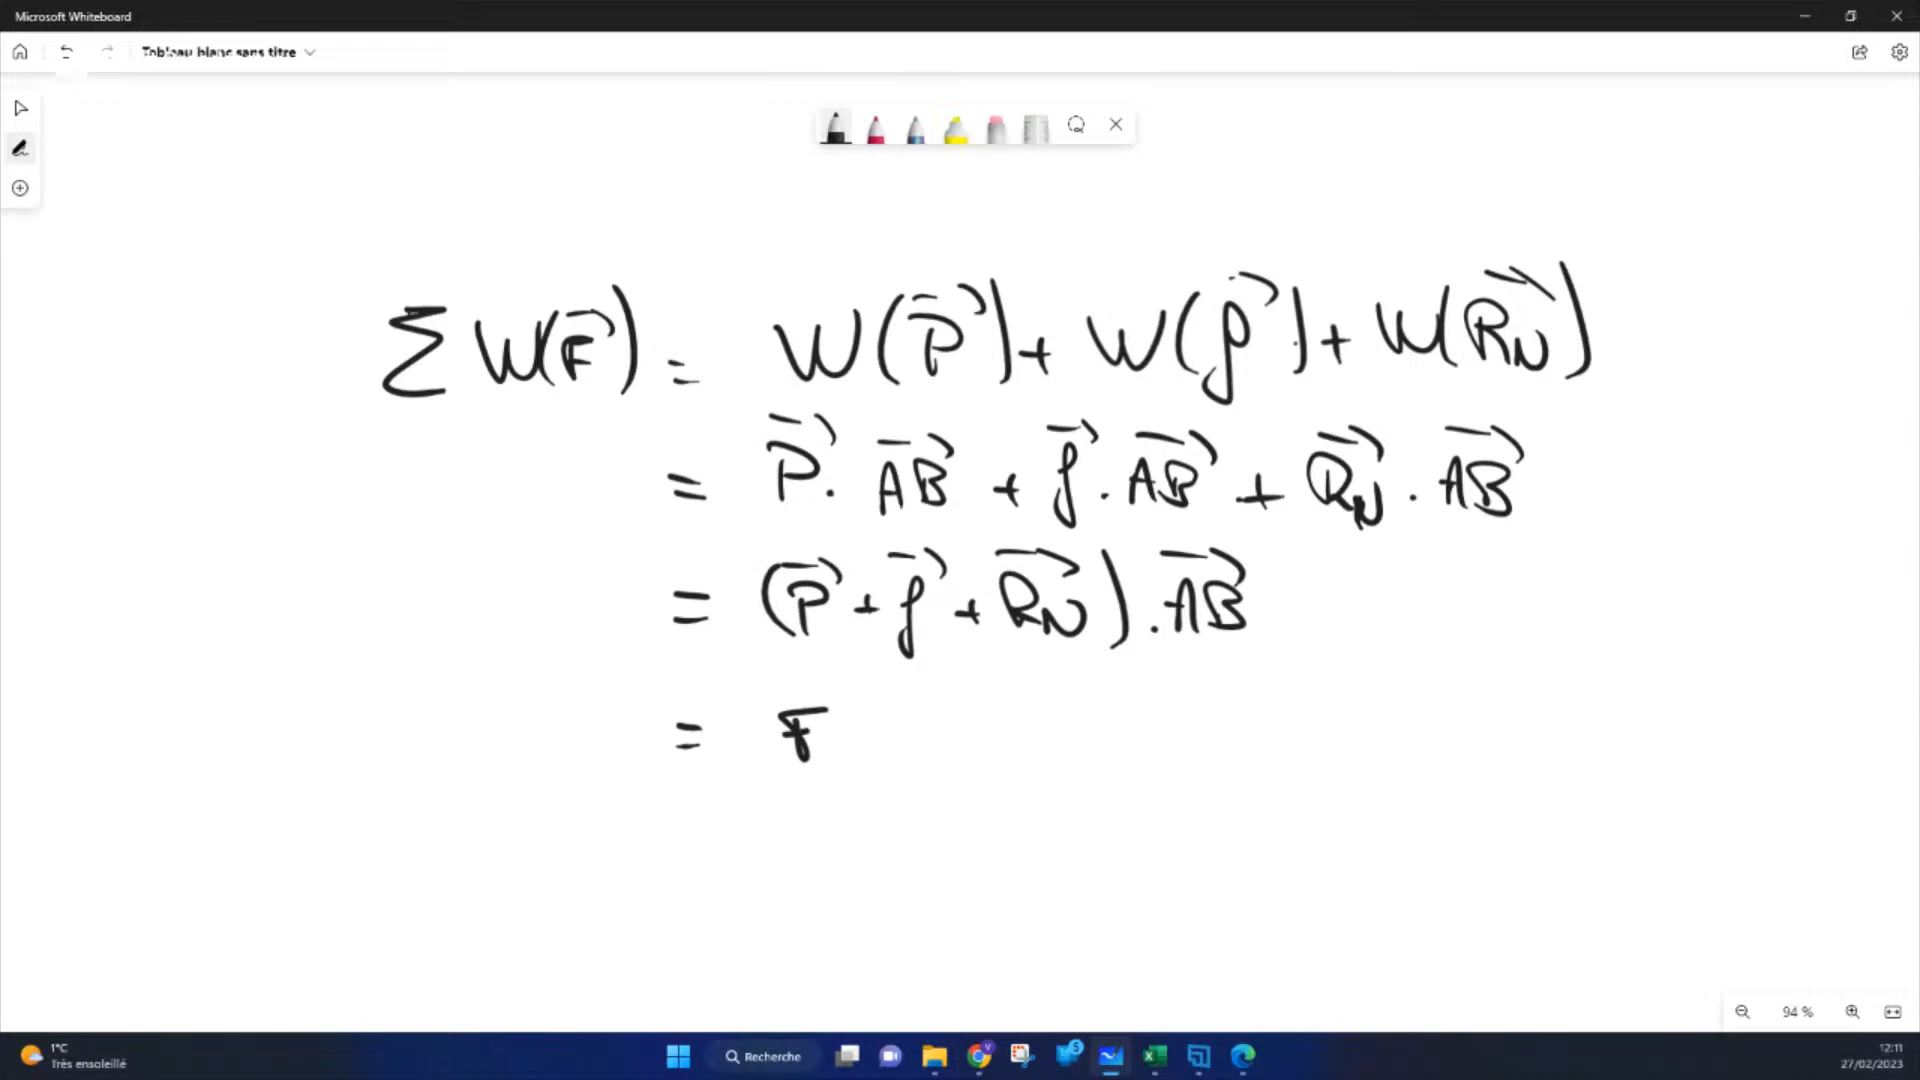 Microsoft Whiteboard
Tableau blanc sans titre
Σ W(F⃗) = W(P⃗) + W(f⃗) + W(R⃗N)
= P⃗ . AB⃗ + f⃗ . AB⃗ + R⃗N . AB⃗
= (P⃗ + f⃗ + R⃗N) . AB⃗
= F
94 %
1°C
Très ensoleillé
Recherche
5
12:11
27/02/2023